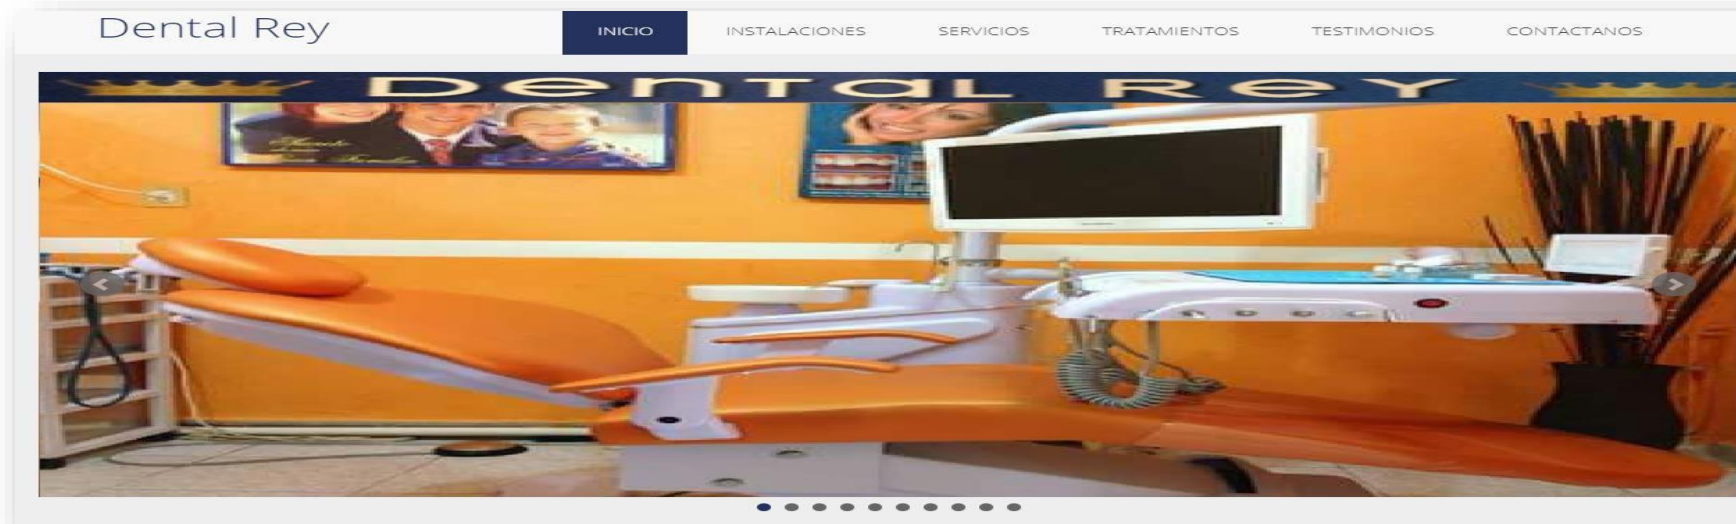 Dental Rey
INICIO
INSTALACIONES
SERVICIOS
TRATAMIENTOS
TESTIMONIOS
CONTACTANOS
DENTAL REY